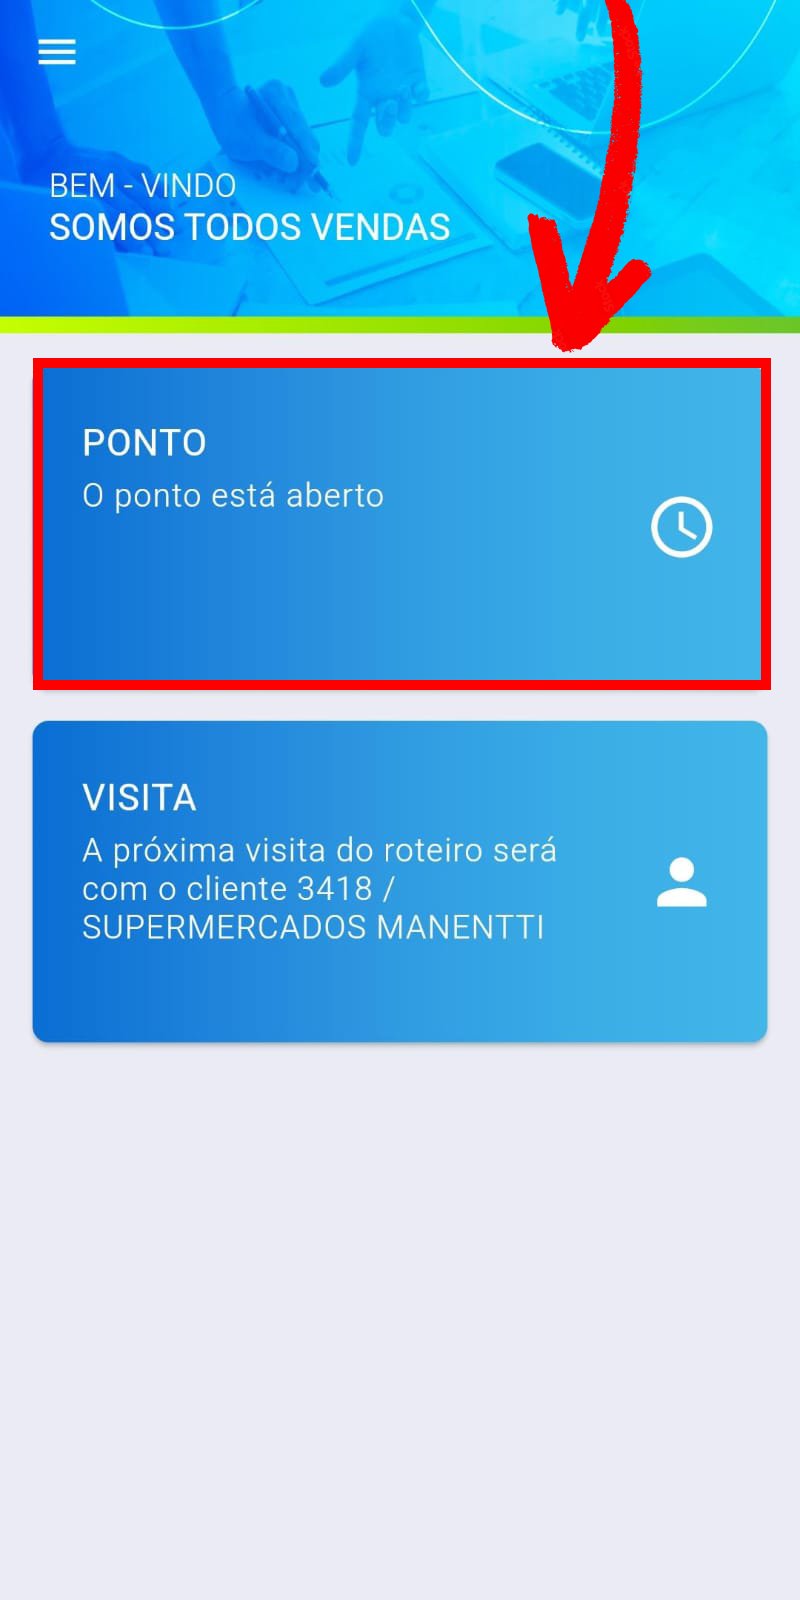 BEM - VINDO
SOMOS TODOS VENDAS
PONTO
O ponto está aberto
VISITA
A próxima visita do roteiro será
com o cliente 3418 /
SUPERMERCADOS MANENTTI